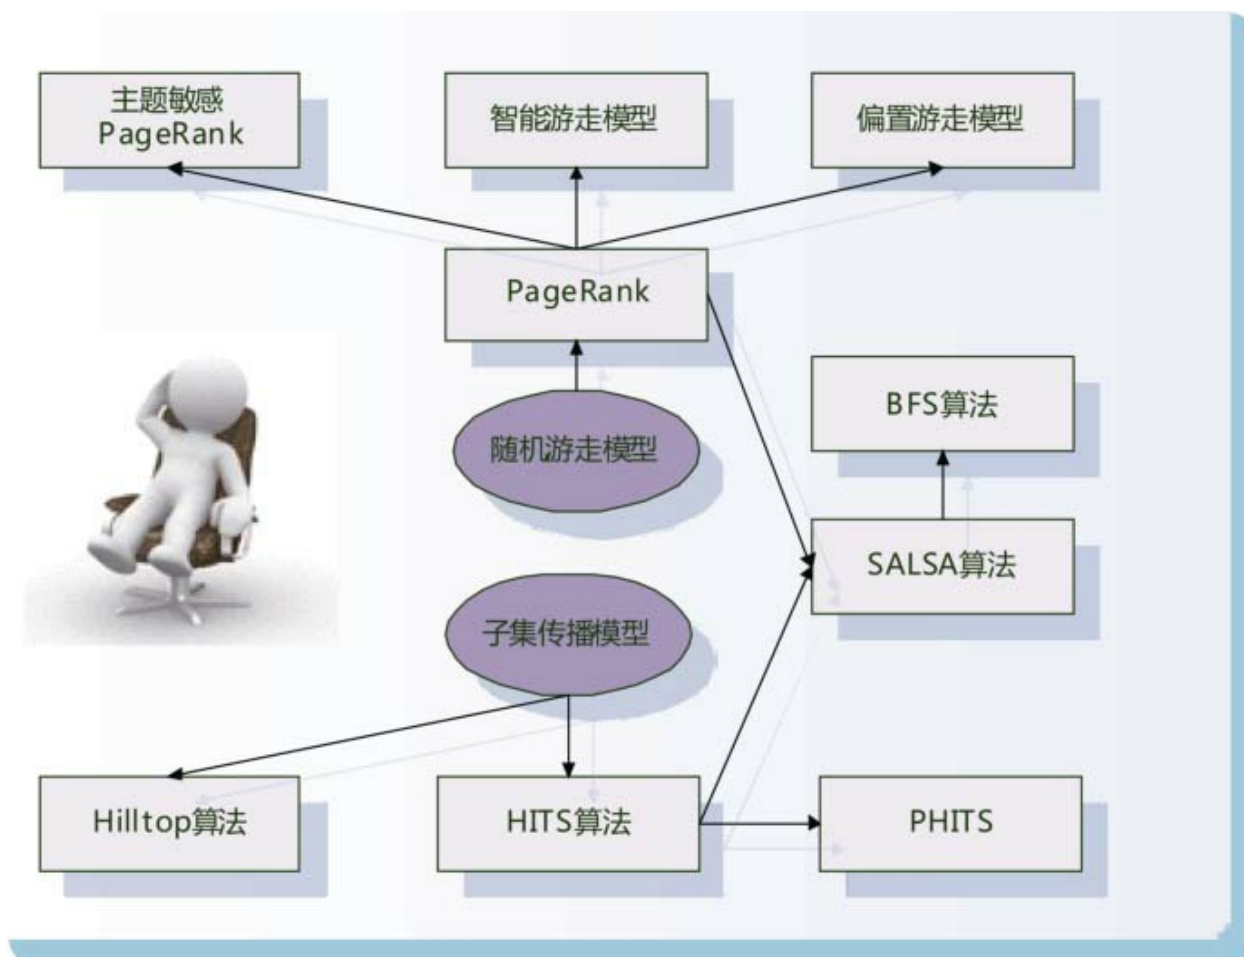 主题敏感
PageRank
智能游走模型
偏置游走模型
PageRank
随机游走模型
BFS算法
SALSA算法
子集传播模型
Hilltop算法
HITS算法
PHITS